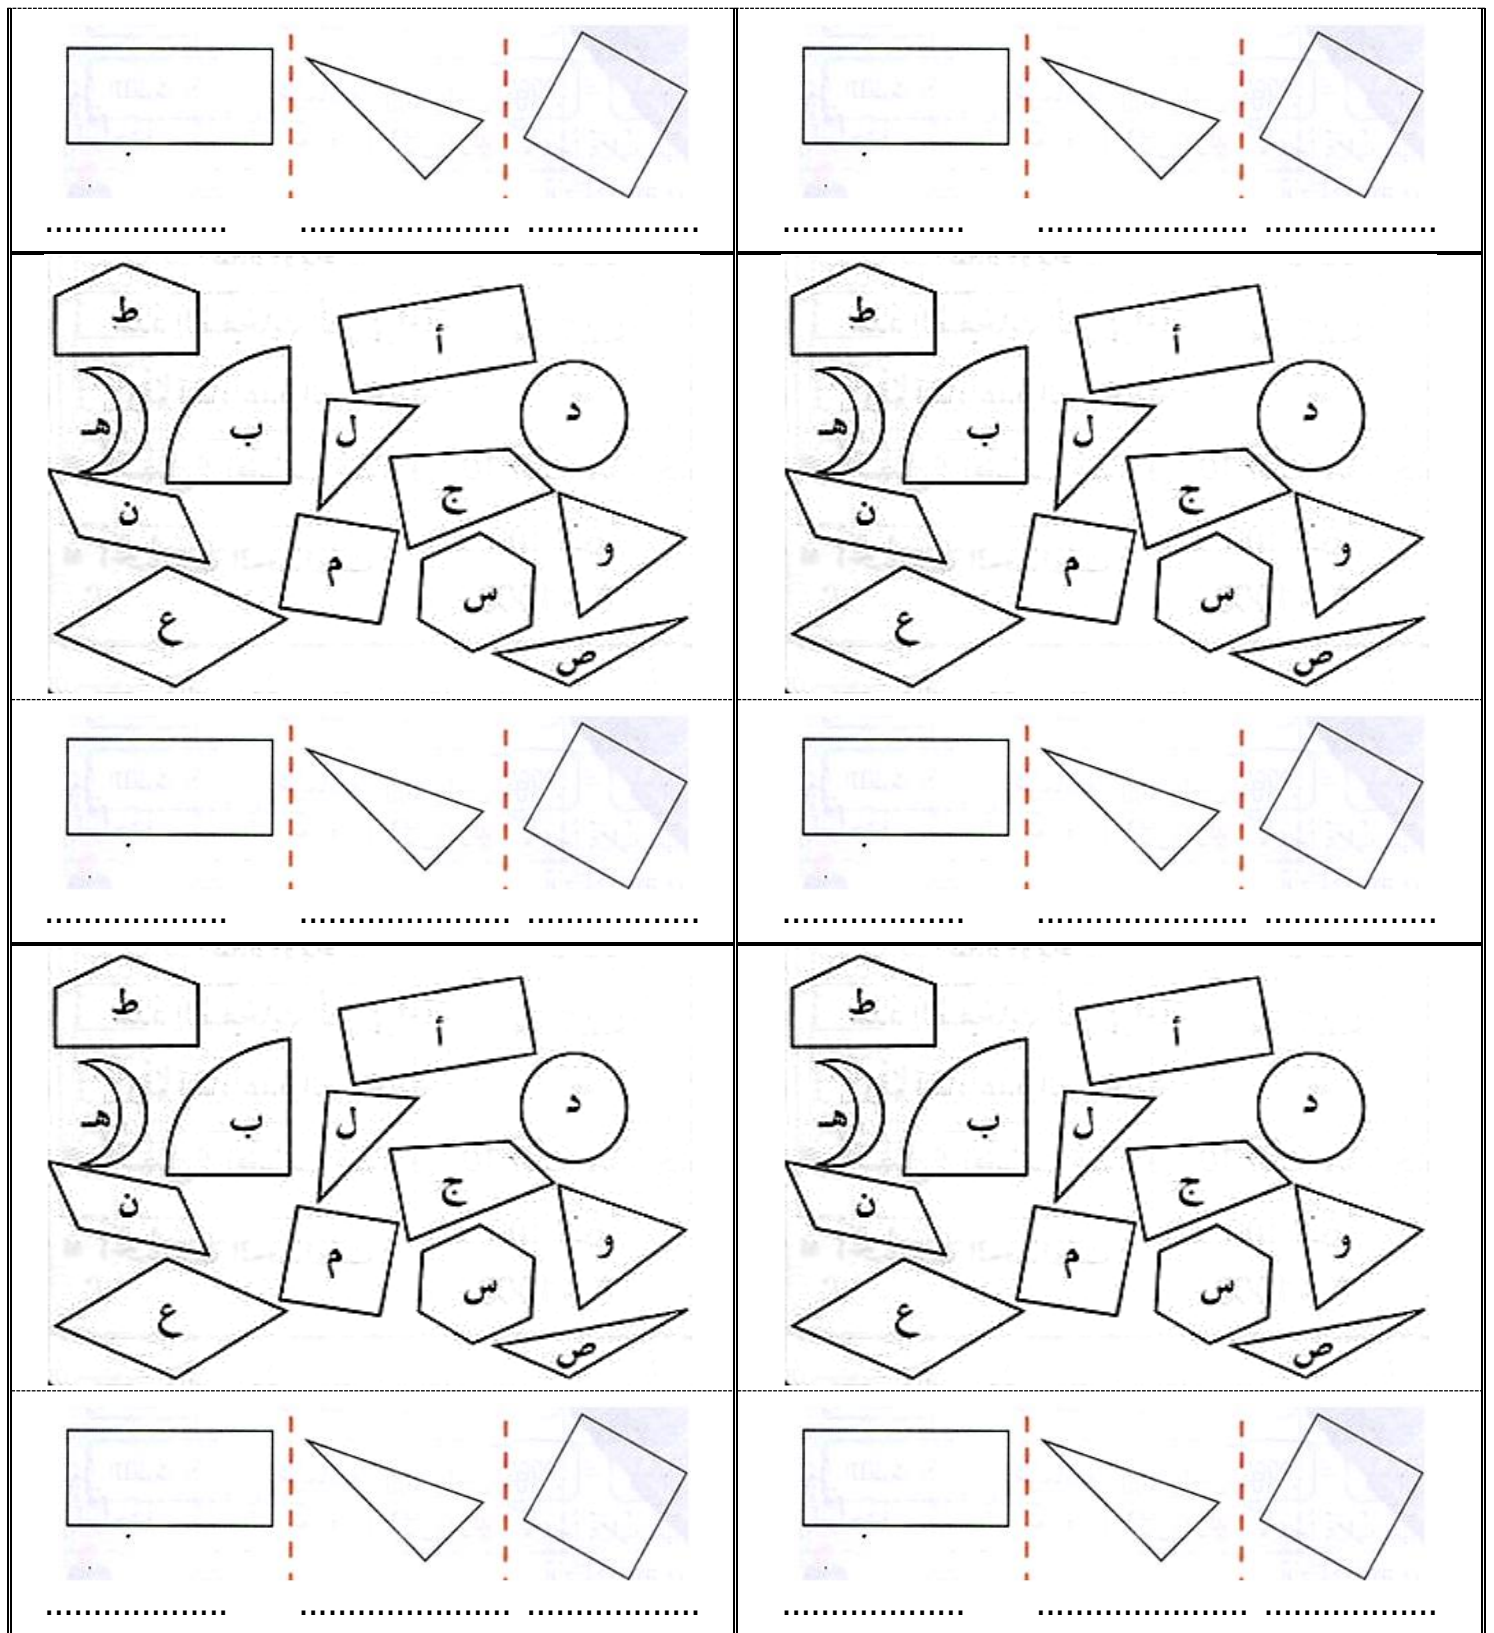 ط
أ
د
ل
ب
هـ
ج
ن
و
م
س
ع
ص
ط
أ
د
ل
ب
هـ
ج
ن
و
م
س
ع
ص
ط
أ
د
ل
ب
هـ
ج
ن
و
م
س
ع
ص
ط
أ
د
ل
ب
هـ
ج
ن
و
م
س
ع
ص